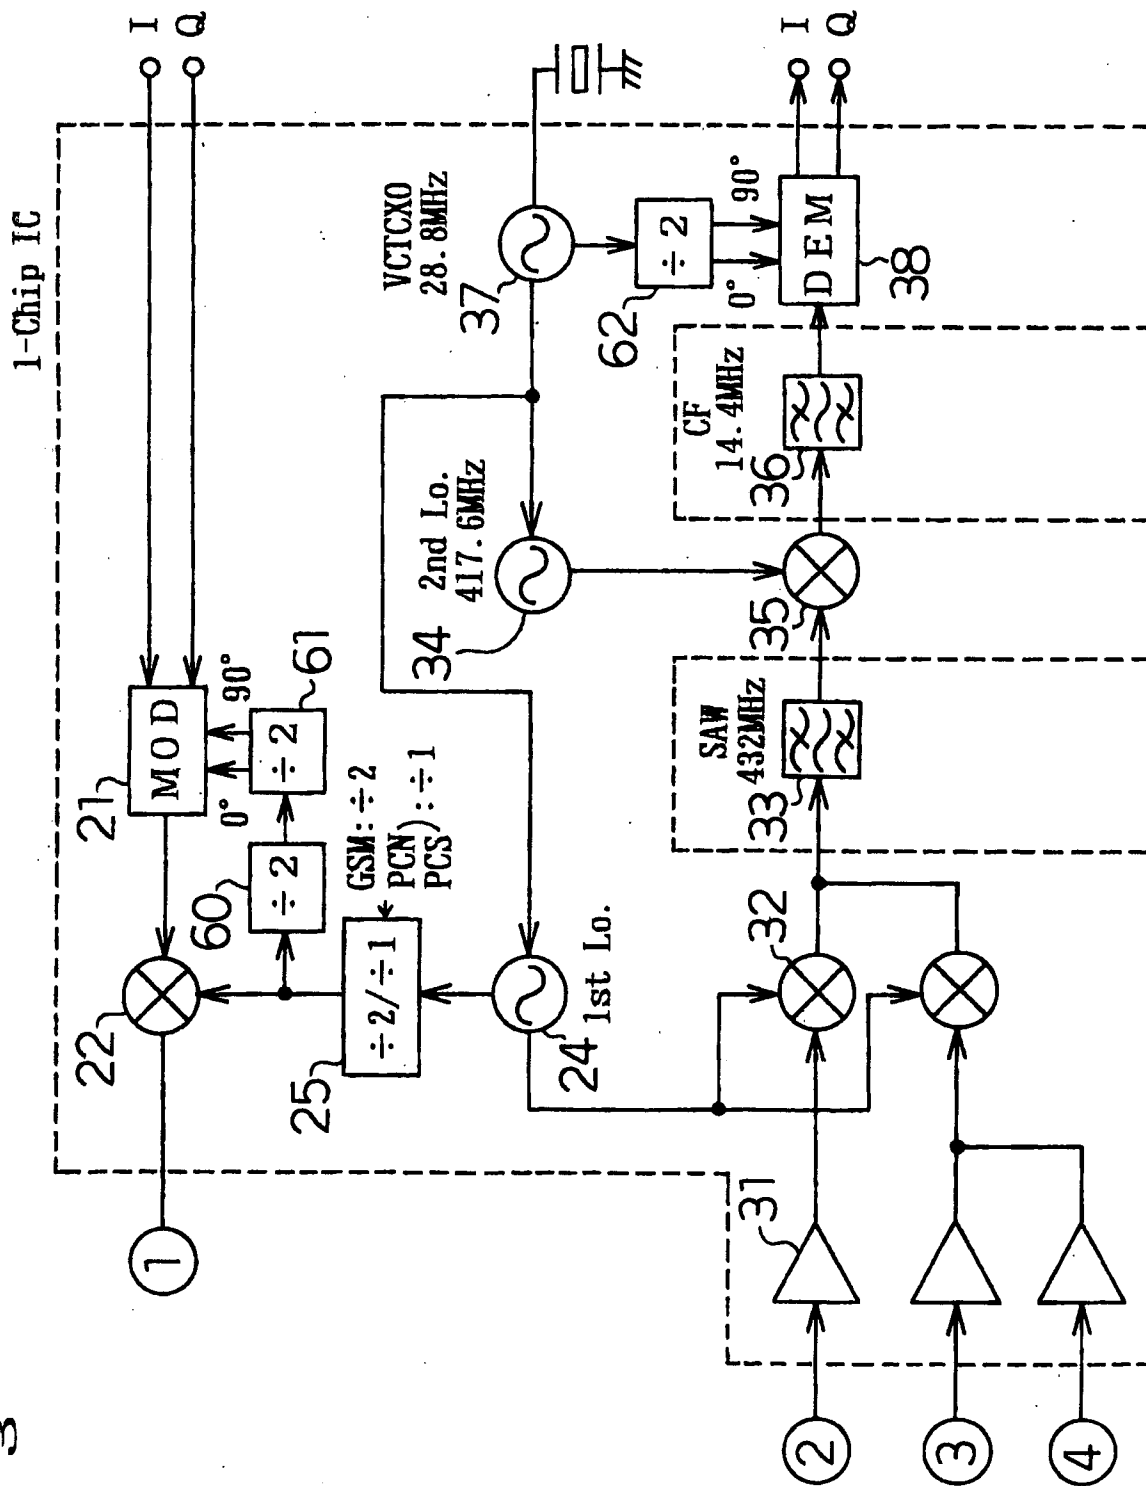 1-Chip IC
I
Q
MOD
21
0°
90°
÷2
61
÷2
60
22
1
÷2/÷1
25
GSM:÷2
PCN):÷1
PCS
24
1st Lo.
2nd Lo.
417.6MHz
34
VCTCXO
28.8MHz
37
÷2
62
0°
90°
DEM
38
I
Q
CF
14.4MHz
36
35
SAW
432MHz
33
32
31
2
3
4
3